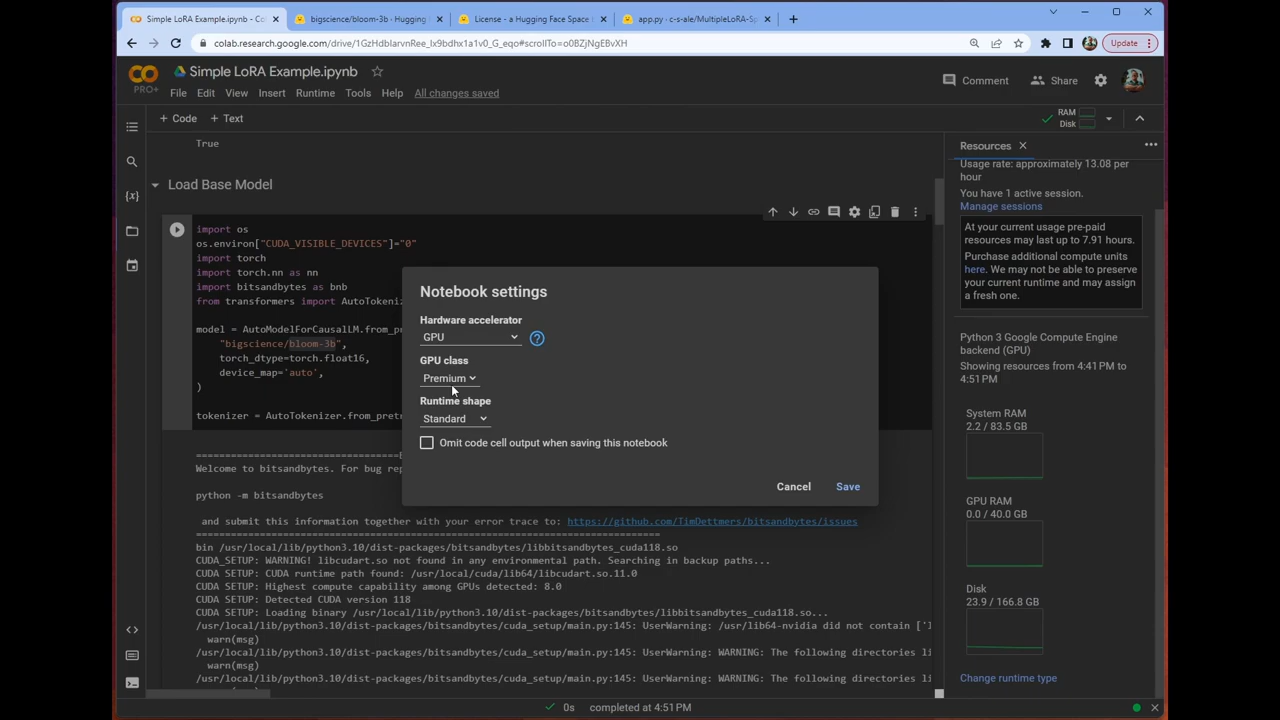 Simple LoRA Example.ipynb - Co
bigscience/bloom-3b · Hugging
License - a Hugging Face Space
app.py · c-s-ale/MultipleLoRA-Sp
colab.research.google.com/drive/1GzHdbIarvnRee_Ix9bdhx1a1v0_G_eqo#scrollTo=o0BZjNgEBvXH
Update
PRO+
Simple LoRA Example.ipynb
File Edit View Insert Runtime Tools Help All changes saved
Comment
Share
+ Code + Text
RAM
Disk
True
Load Base Model
import os
os.environ["CUDA_VISIBLE_DEVICES"]="0"
import torch
import torch.nn as nn
import bitsandbytes as bnb
from transformers import AutoTokeniz
model = AutoModelForCausalLM.from_p
"bigscience/bloom-3b",
torch_dtype=torch.float16,
device_map='auto',
)
tokenizer = AutoTokenizer.from_pret
Notebook settings
Hardware accelerator
GPU
?
GPU class
Premium
Runtime shape
Standard
Omit code cell output when saving this notebook
Cancel Save
Welcome to bitsandbytes. For bug rep
python -m bitsandbytes
and submit this information together with your error trace to: https://github.com/TimDettmers/bitsandbytes/issues
================================================================================
bin /usr/local/lib/python3.10/dist-packages/bitsandbytes/libbitsandbytes_cuda118.so
CUDA_SETUP: WARNING! libcudart.so not found in any environmental path. Searching in backup paths...
CUDA SETUP: CUDA runtime path found: /usr/local/cuda/lib64/libcudart.so.11.0
CUDA SETUP: Highest compute capability among GPUs detected: 8.0
CUDA SETUP: Detected CUDA version 118
CUDA SETUP: Loading binary /usr/local/lib/python3.10/dist-packages/bitsandbytes/libbitsandbytes_cuda118.so...
/usr/local/lib/python3.10/dist-packages/bitsandbytes/cuda_setup/main.py:145: UserWarning: /usr/lib64-nvidia did not contain ['l
warn(msg)
/usr/local/lib/python3.10/dist-packages/bitsandbytes/cuda_setup/main.py:145: UserWarning: WARNING: The following directories li
warn(msg)
/usr/local/lib/python3.10/dist-packages/bitsandbytes/cuda_setup/main.py:145: UserWarning: WARNING: The following directories li
Resources
Usage rate: approximately 13.08 per
hour
You have 1 active session.
Manage sessions
At your current usage pre-paid
resources may last up to 7.91 hours.
Purchase additional compute units
here. We may not be able to preserve
your current runtime and may assign
a fresh one.
Python 3 Google Compute Engine
backend (GPU)
Showing resources from 4:41 PM to
4:51 PM
System RAM
2.2 / 83.5 GB
GPU RAM
0.0 / 40.0 GB
Disk
23.9 / 166.8 GB
Change runtime type
0s completed at 4:51 PM